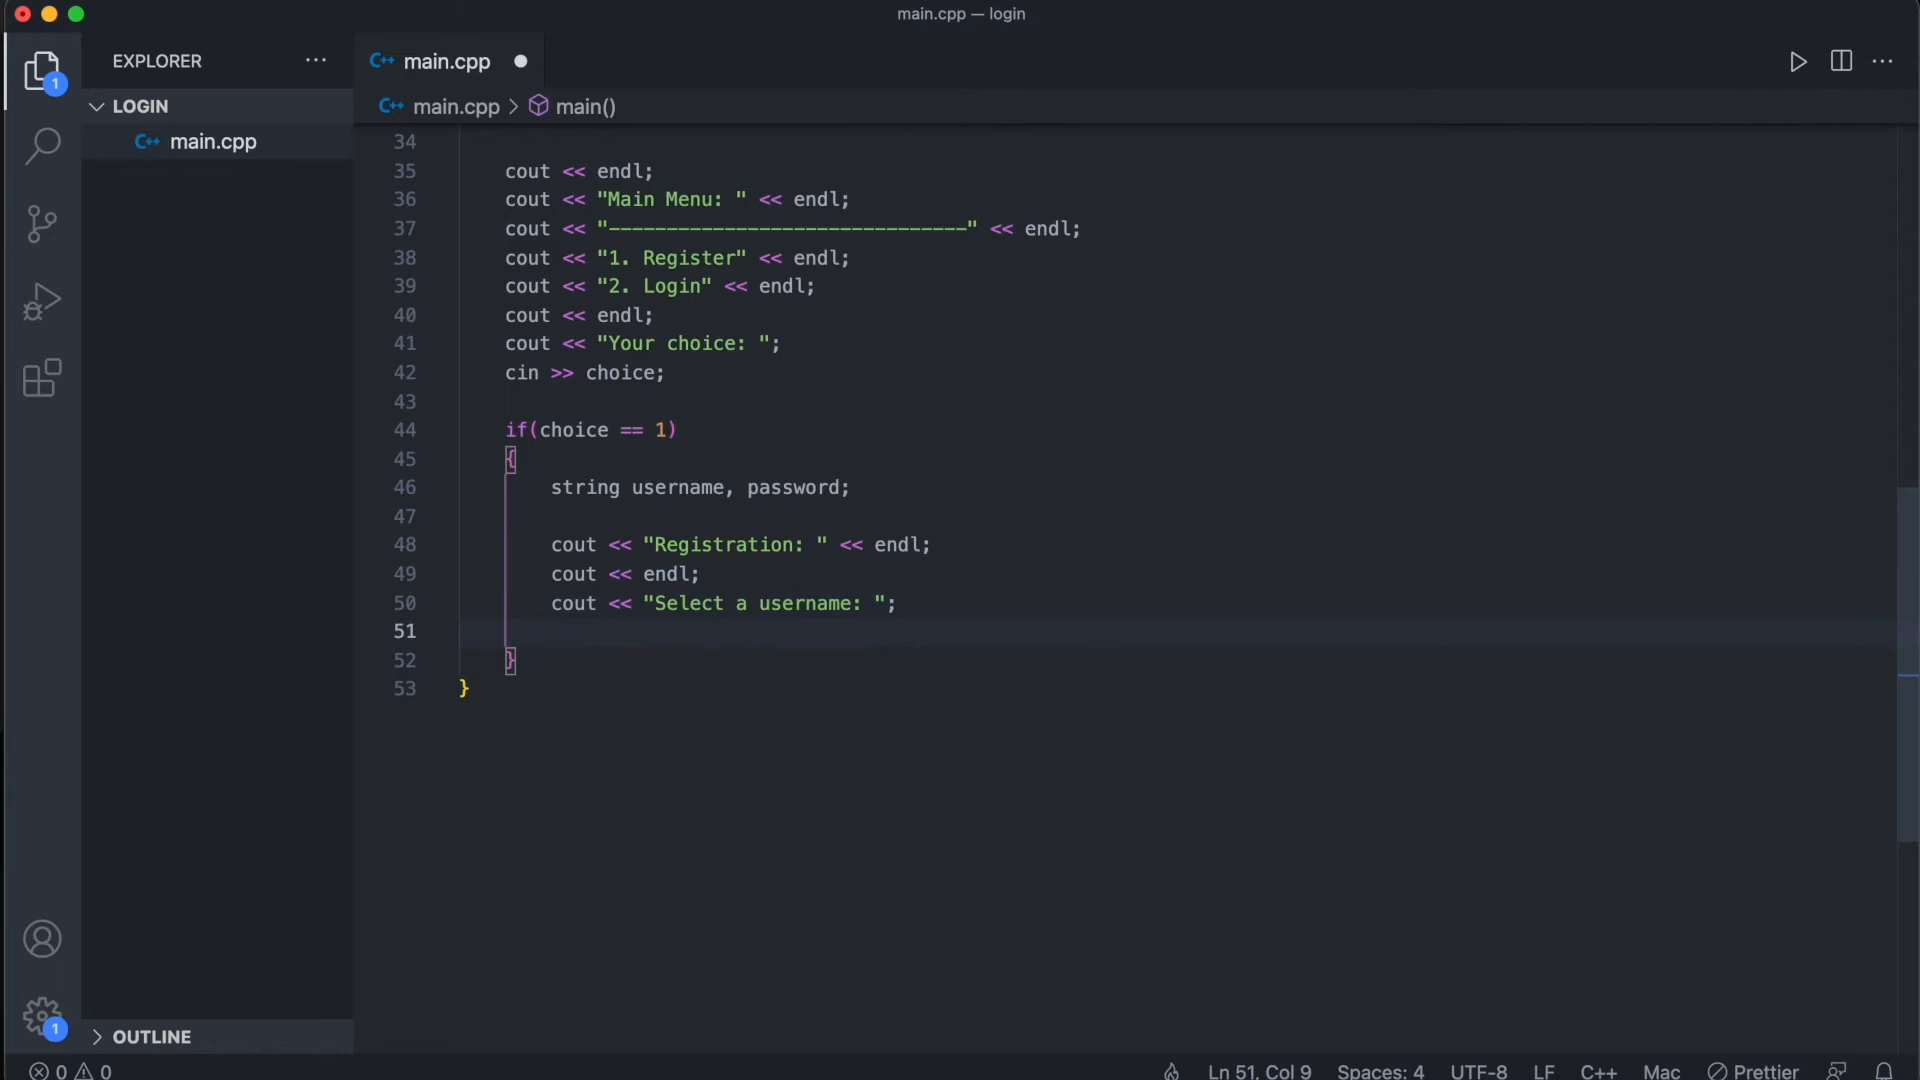 main.cpp — login
1
EXPLORER
LOGIN
C++ main.cpp
C++ main.cpp
C++ main.cpp > main()
34
35 cout << endl;
36 cout << "Main Menu: " << endl;
37 cout << "-------------------------------" << endl;
38 cout << "1. Register" << endl;
39 cout << "2. Login" << endl;
40 cout << endl;
41 cout << "Your choice: ";
42 cin >> choice;
43
44 if(choice == 1)
45 {
46 string username, password;
47
48 cout << "Registration: " << endl;
49 cout << endl;
50 cout << "Select a username: ";
51
52 }
53 }
1
OUTLINE
0 0
Ln 51, Col 9 Spaces: 4 UTF-8 LF C++ Mac Prettier